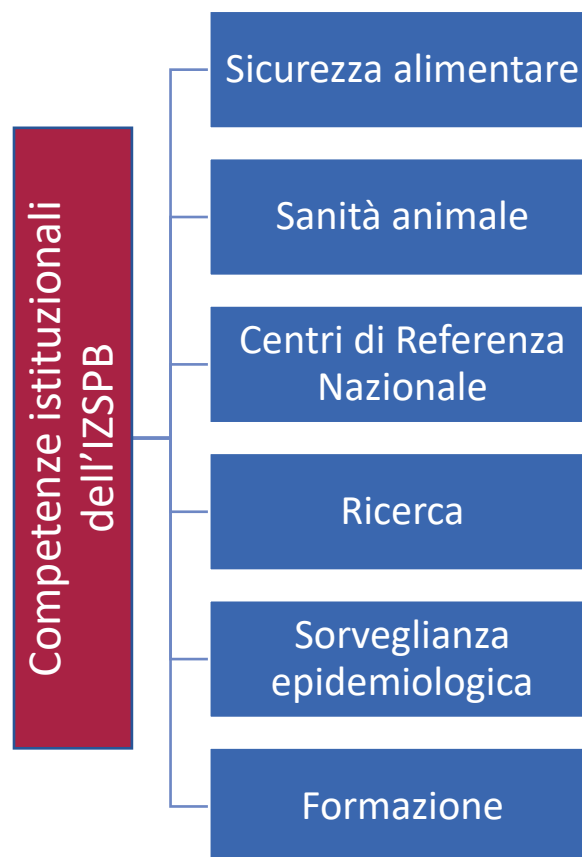 Competenze istituzionali
dell'IZSPB
Sicurezza alimentare
Sanità animale
Centri di Referenza
Nazionale
Ricerca
Sorveglianza
epidemiologica
Formazione